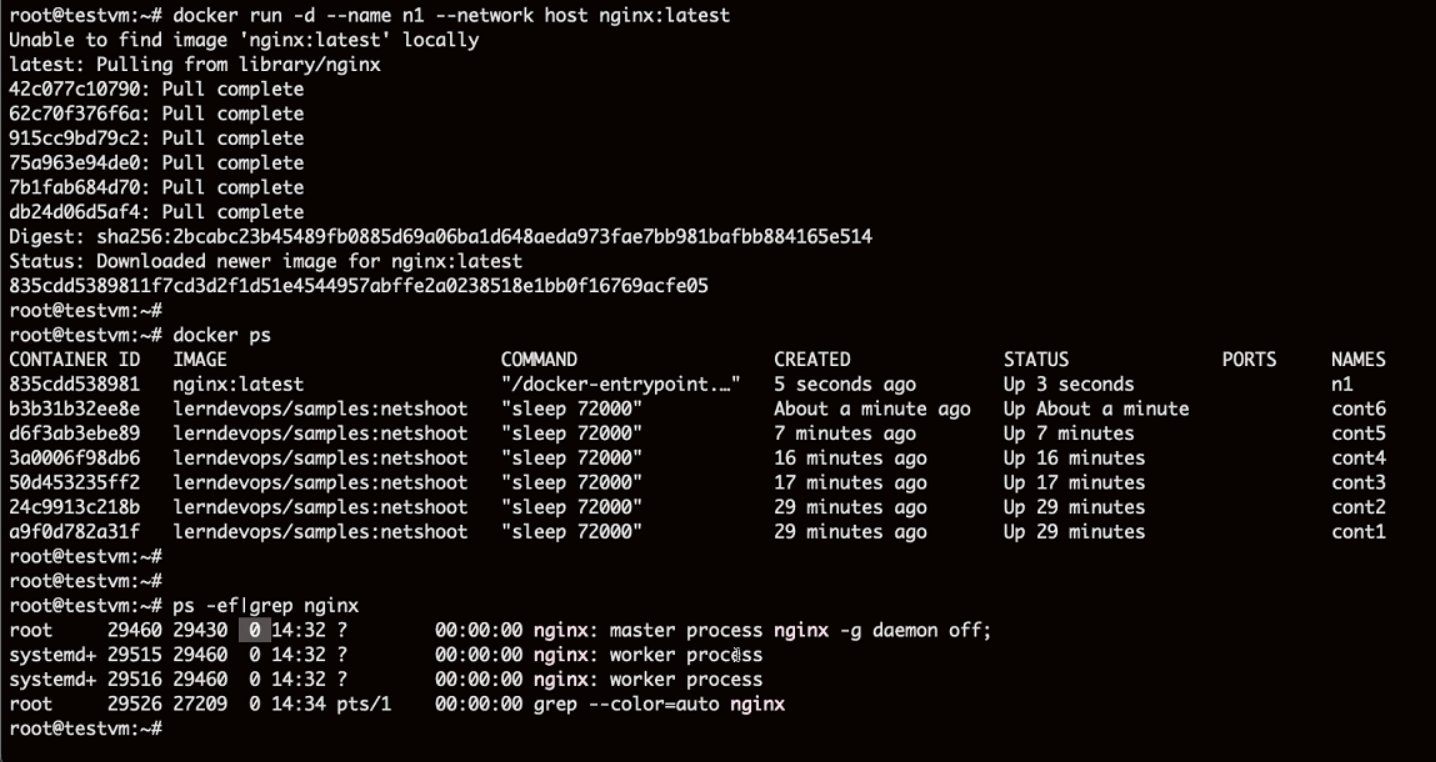 root@testvm:~# docker run -d --name n1 --network host nginx:latest
Unable to find image 'nginx:latest' locally
latest: Pulling from library/nginx
42c077c10790: Pull complete
62c70f376f6a: Pull complete
915cc9bd79c2: Pull complete
75a963e94de0: Pull complete
7b1fab684d70: Pull complete
db24d06d5af4: Pull complete
Digest: sha256:2bcabc23b45489fb0885d69a06ba1d648aeda973fae7bb981bafbb884165e514
Status: Downloaded newer image for nginx:latest
835cdd5389811f7cd3d2f1d51e4544957abffe2a0238518e1bb0f16769acfe05
root@testvm:~#
root@testvm:~# docker ps
CONTAINER ID   IMAGE                         COMMAND                  CREATED              STATUS              PORTS     NAMES
835cdd538981   nginx:latest                  "/docker-entrypoint.…"   5 seconds ago        Up 3 seconds                  n1
b3b31b32ee8e   lerndevops/samples:netshoot   "sleep 72000"            About a minute ago   Up About a minute             cont6
d6f3ab3ebe89   lerndevops/samples:netshoot   "sleep 72000"            7 minutes ago        Up 7 minutes                  cont5
3a0006f98db6   lerndevops/samples:netshoot   "sleep 72000"            16 minutes ago       Up 16 minutes                 cont4
50d453235ff2   lerndevops/samples:netshoot   "sleep 72000"            17 minutes ago       Up 17 minutes                 cont3
24c9913c218b   lerndevops/samples:netshoot   "sleep 72000"            29 minutes ago       Up 29 minutes                 cont2
a9f0d782a31f   lerndevops/samples:netshoot   "sleep 72000"            29 minutes ago       Up 29 minutes                 cont1
root@testvm:~#
root@testvm:~#
root@testvm:~# ps -ef|grep nginx
root     29460 29430  0 14:32 ?        00:00:00 nginx: master process nginx -g daemon off;
systemd+ 29515 29460  0 14:32 ?        00:00:00 nginx: worker process
systemd+ 29516 29460  0 14:32 ?        00:00:00 nginx: worker process
root     29526 27209  0 14:34 pts/1    00:00:00 grep --color=auto nginx
root@testvm:~#